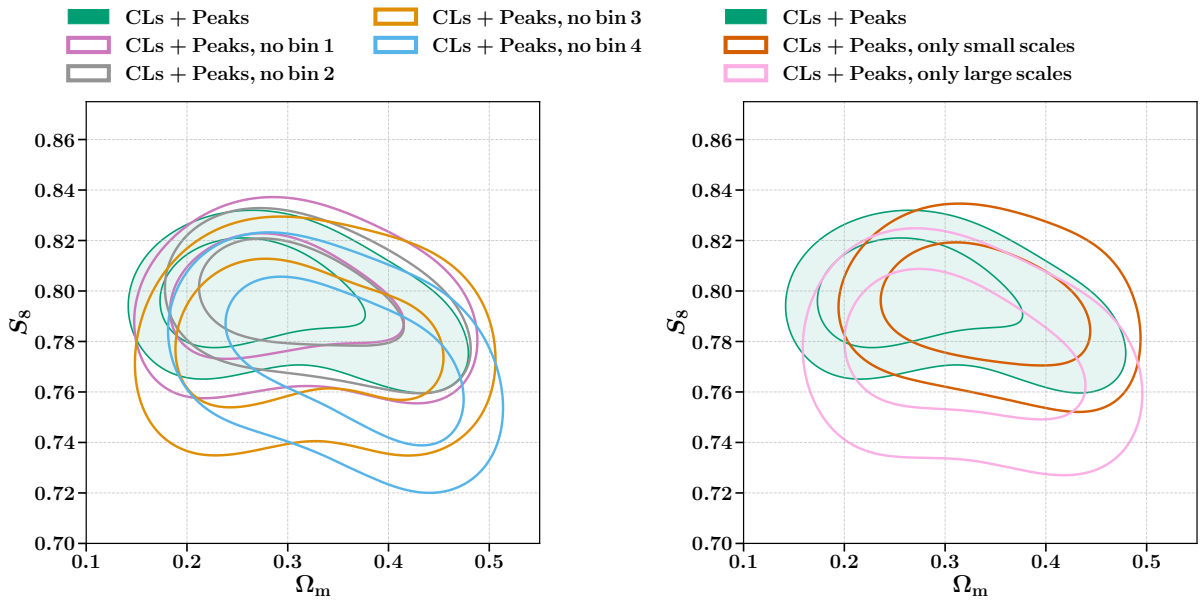 CLs + Peaks
CLs + Peaks, no bin 1
CLs + Peaks, no bin 2
CLs + Peaks, no bin 3
CLs + Peaks, no bin 4
0.86
0.84
0.82
0.80
0.78
0.76
0.74
0.72
0.70
S8
0.1 0.2 0.3 0.4 0.5
Ωm
CLs + Peaks
CLs + Peaks, only small scales
CLs + Peaks, only large scales
0.86
0.84
0.82
0.80
0.78
0.76
0.74
0.72
0.70
S8
0.1 0.2 0.3 0.4 0.5
Ωm